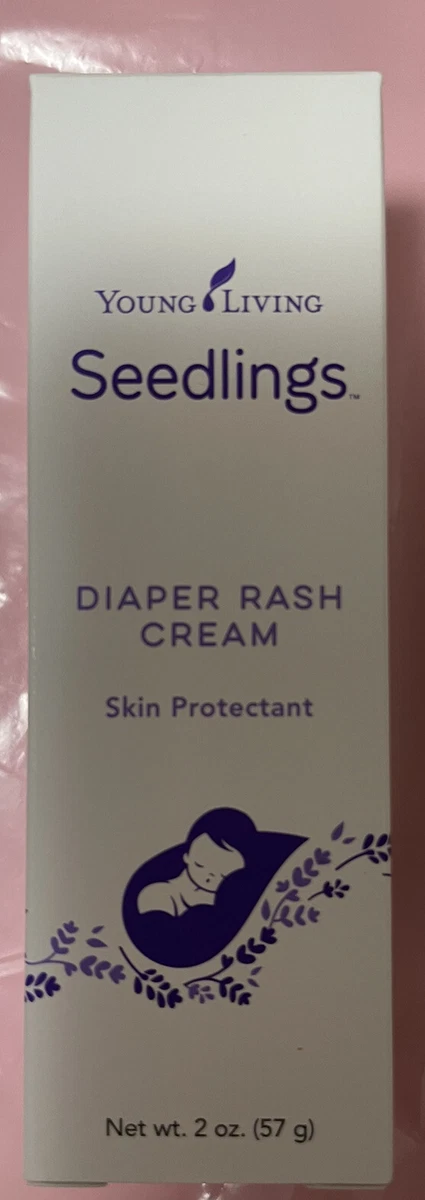 YOUNG LIVING
Seedlings™
DIAPER RASH
CREAM
Skin Protectant
Net wt. 2 oz. (57 g)